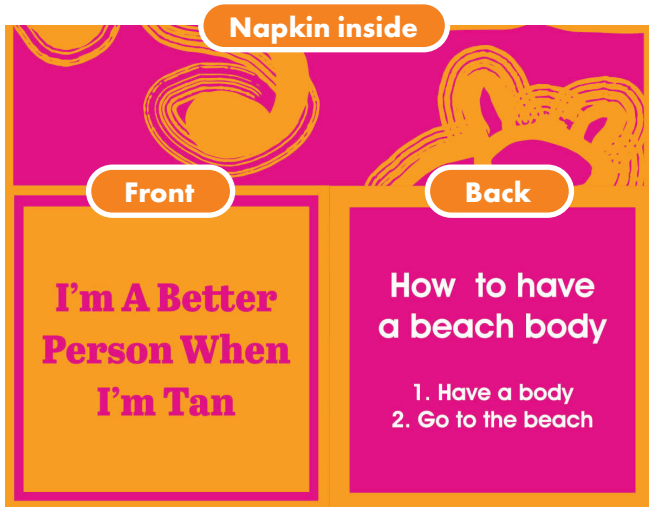 Napkin inside
Front
I'm A Better
Person When
I'm Tan
Back
How to have
a beach body
1. Have a body
2. Go to the beach